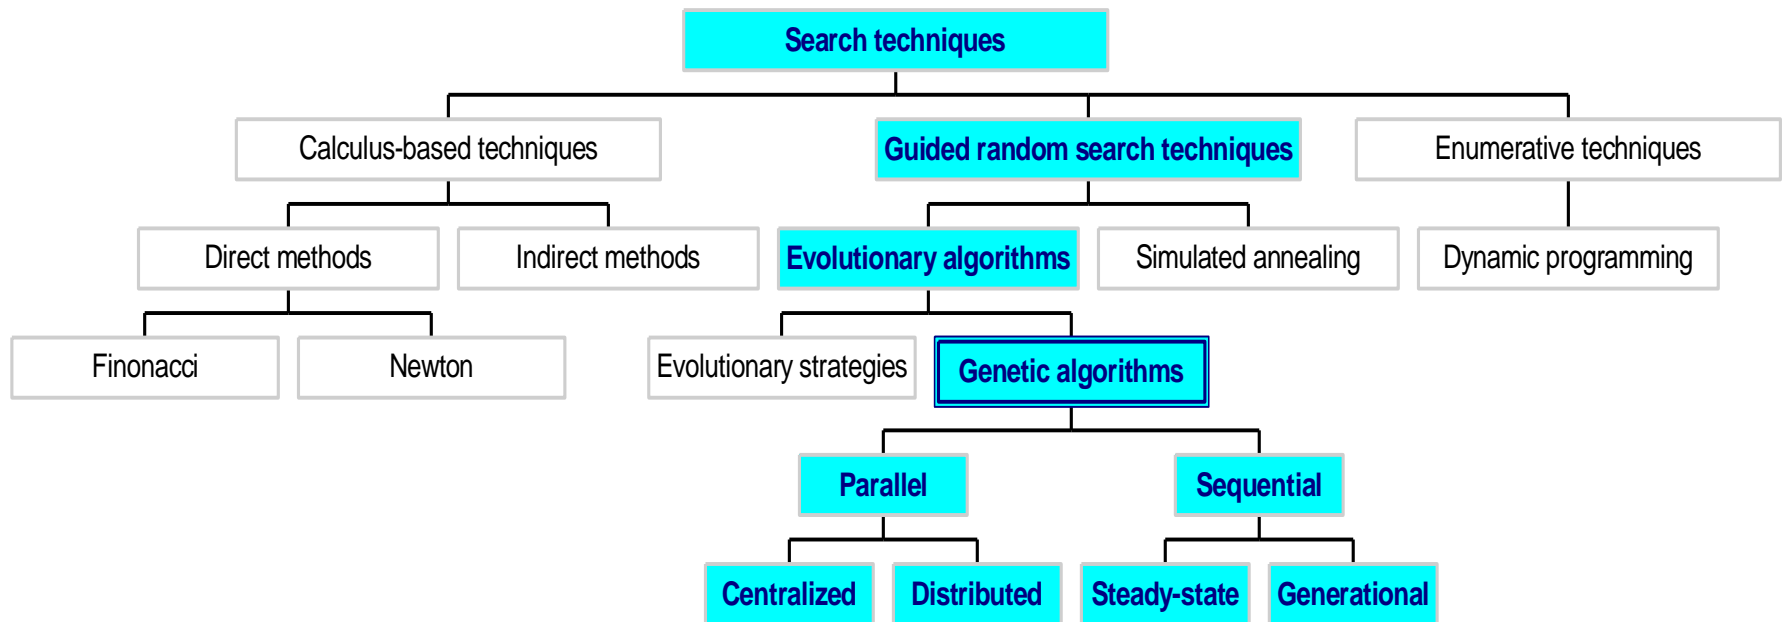 Search techniques
Calculus-based techniques
Guided random search techniques
Enumerative techniques
Direct methods
Indirect methods
Evolutionary algorithms
Simulated annealing
Dynamic programming
Finonacci
Newton
Evolutionary strategies
Genetic algorithms
Parallel
Sequential
Centralized
Distributed
Steady-state
Generational